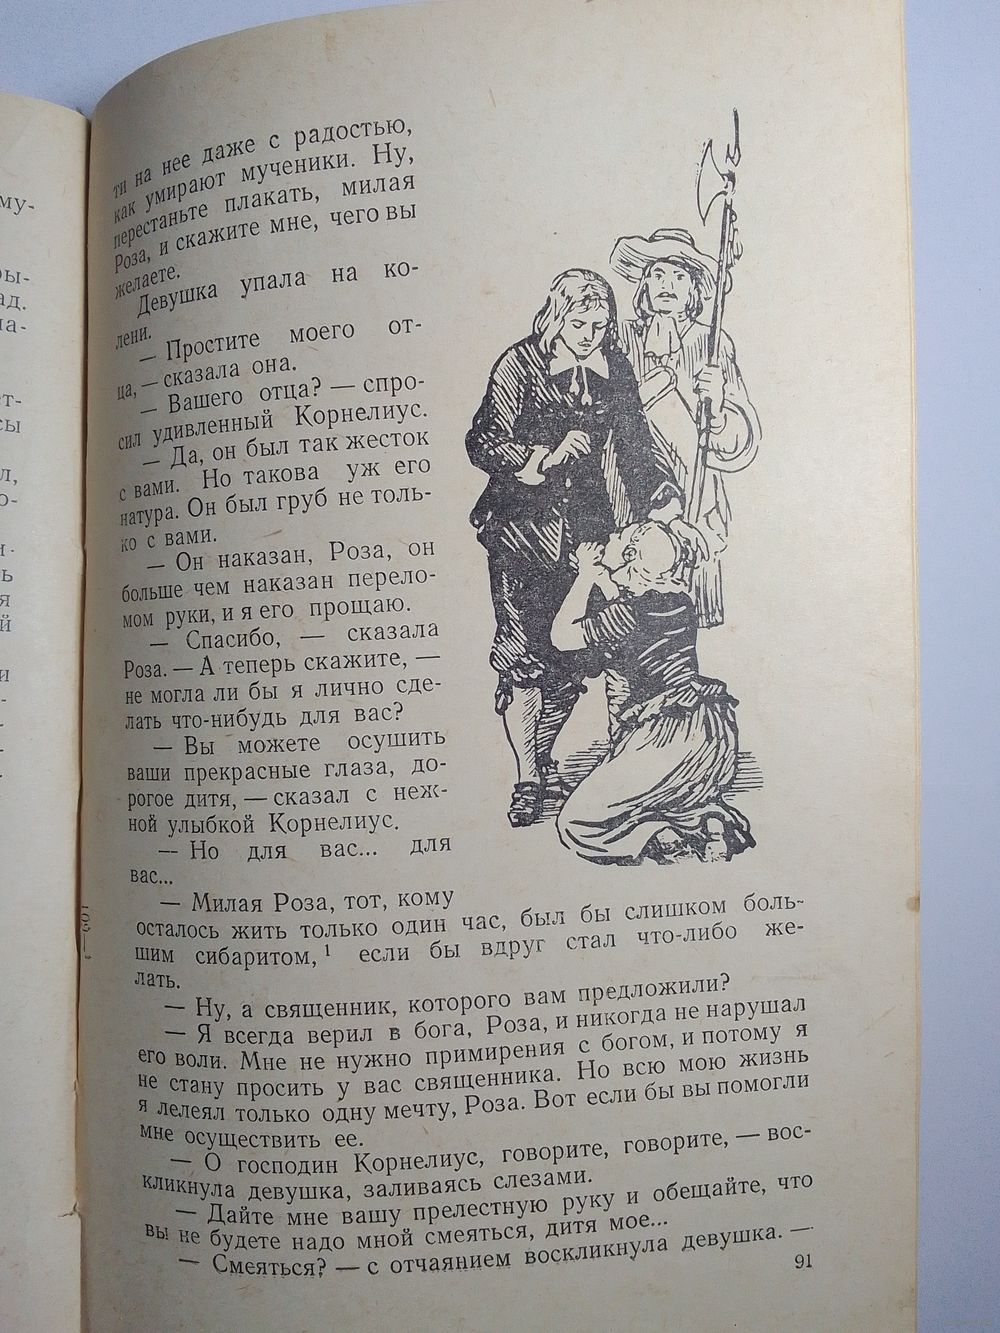 му-
ры-
ад.
на-
ст-
сы
л,
о-
и-
ь
я
й
и
-
-
-
-
ти на нее даже с радостью,
как умирают мученики. Ну,
перестаньте плакать, милая
Роза, и скажите мне, чего вы
желаете.
Девушка упала на ко-
лени.
— Простите моего от-
ца, — сказала она.
— Вашего отца? — спро-
сил удивленный Корнелиус.
— Да, он был так жесток
с вами. Но такова уж его
натура. Он был груб не толь-
ко с вами.
— Он наказан, Роза, он
больше чем наказан перело-
мом руки, и я его прощаю.
— Спасибо, — сказала
Роза. — А теперь скажите, —
не могла ли бы я лично сде-
лать что-нибудь для вас?
— Вы можете осушить
ваши прекрасные глаза, до-
рогое дитя, — сказал с неж-
ной улыбкой Корнелиус.
— Но для вас... для
вас...
— Милая Роза, тот, кому
осталось жить только один час, был бы слишком боль-
шим сибаритом,¹ если бы вдруг стал что-либо же-
лать.
— Ну, а священник, которого вам предложили?
— Я всегда верил в бога, Роза, и никогда не нарушал
его воли. Мне не нужно примирения с богом, и потому я
не стану просить у вас священника. Но всю мою жизнь
я лелеял только одну мечту, Роза. Вот если бы вы помогли
мне осуществить ее.
— О господин Корнелиус, говорите, говорите, — вос-
кликнула девушка, заливаясь слезами.
— Дайте мне вашу прелестную руку и обещайте, что
вы не будете надо мной смеяться, дитя мое...
— Смеяться? — с отчаянием воскликнула девушка. —
91